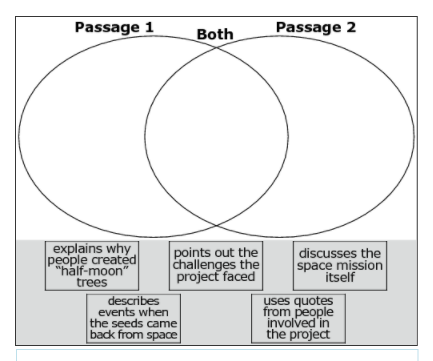 Passage 1
Both
Passage 2
explains why
people created
"half-moon"
trees
points out the
challenges the
project faced
discusses the
space mission
itself
describes
events when
the seeds came
back from space
uses quotes
from people
involved in
the project